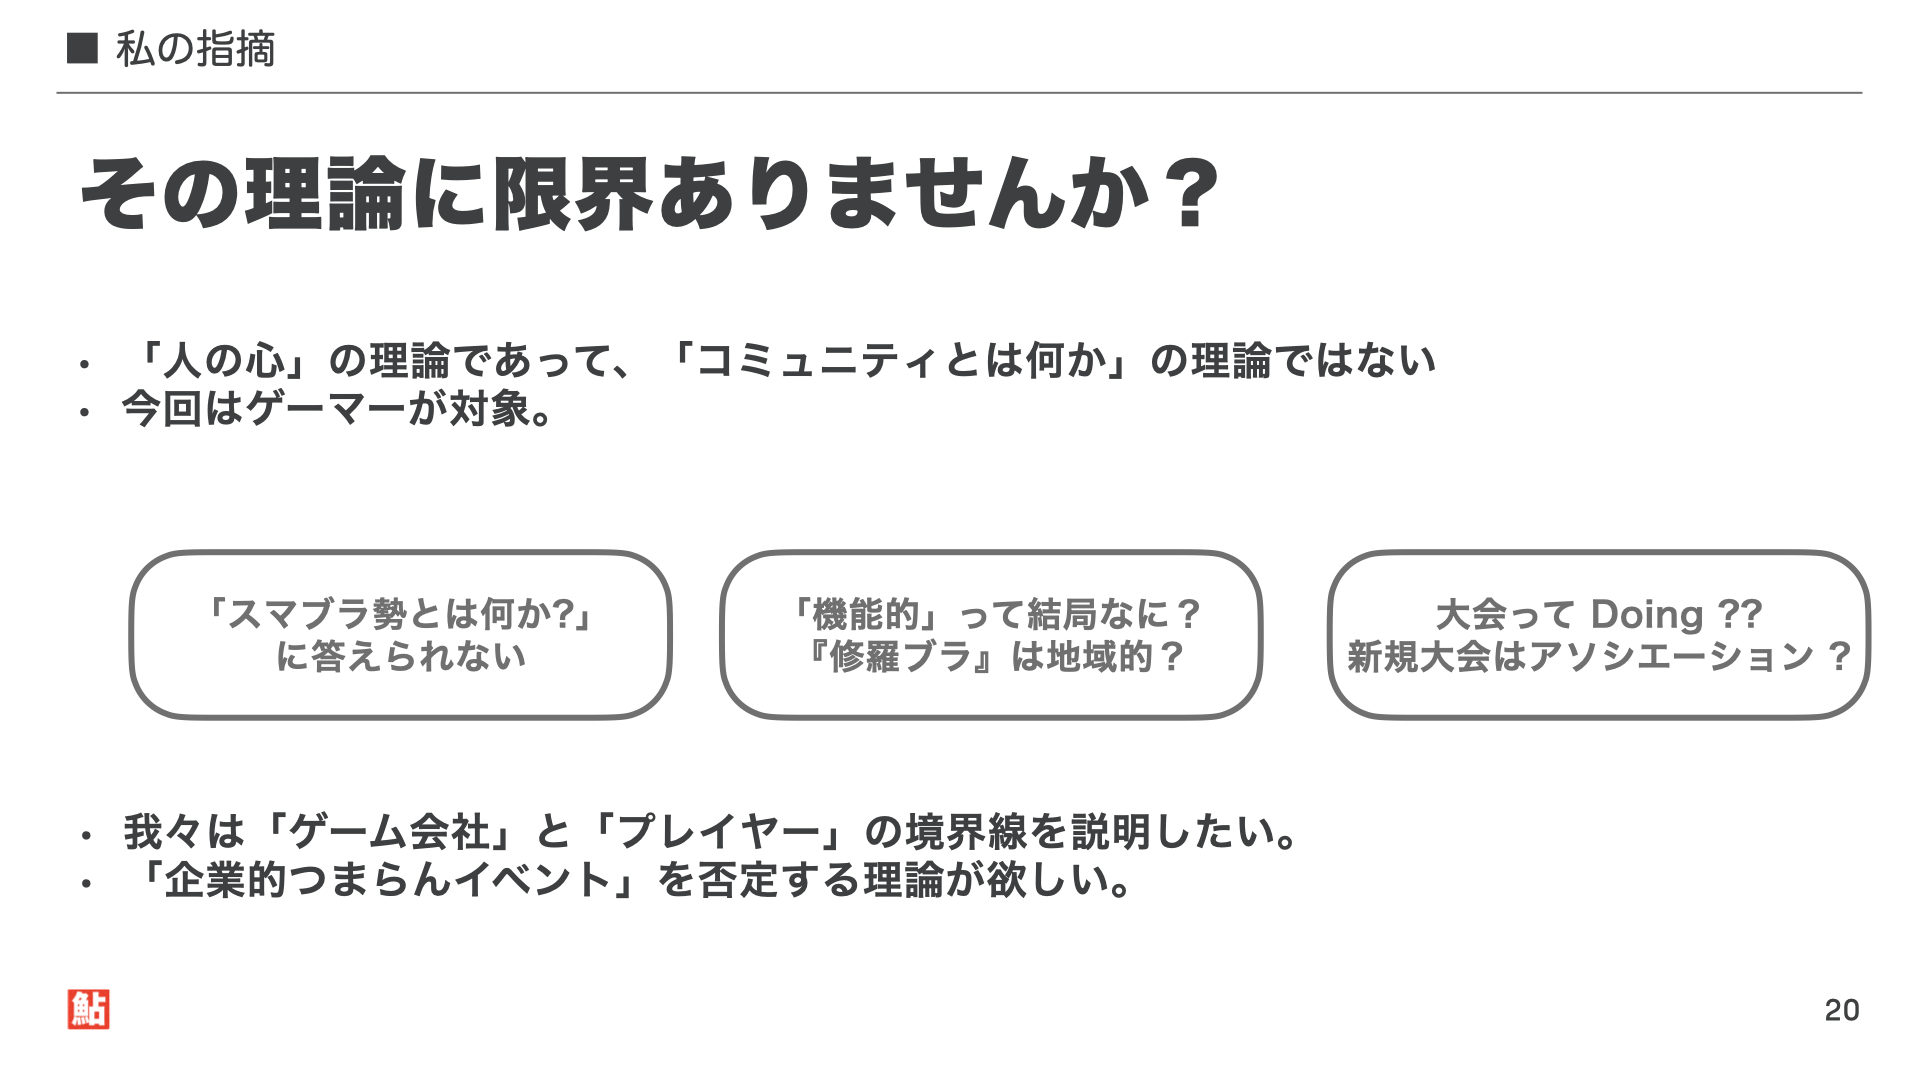 ■ 私の指摘
その理論に限界ありませんか？
• 「人の心」の理論であって、「コミュニティとは何か」の理論ではない
• 今回はゲーマーが対象。
「スマブラ勢とは何か?」
に答えられない
「機能的」って結局なに？
『修羅ブラ』は地域的？
大会って Doing ??
新規大会はアソシエーション ？
• 我々は「ゲーム会社」と「プレイヤー」の境界線を説明したい。
• 「企業的つまらんイベント」を否定する理論が欲しい。
鮎
20